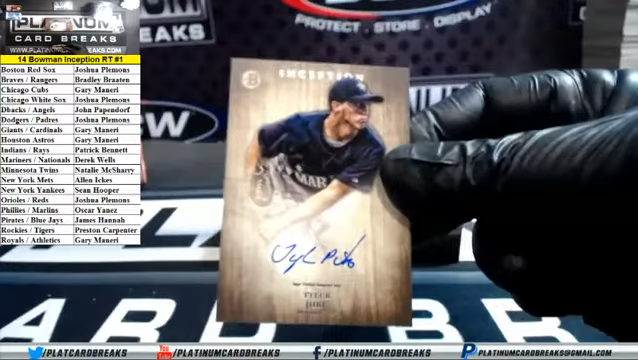 PLATINUM
CARD BREAKS
WWW.PLATINUMCARDBREAKS.COM
14 Bowman Inception RT #1
Boston Red Sox Joshua Plemons
Braves / Rangers Bradley Braaten
Chicago Cubs Gary Maneri
Chicago White Sox Joshua Plemons
Dbacks / Angels John Papendorf
Dodgers / Padres Joshua Plemons
Giants / Cardinals Gary Maneri
Houston Astros Gary Maneri
Indians / Rays Patrick Bennett
Mariners / Nationals Derek Wells
Minnesota Twins Natalie McSharry
New York Mets Allen Ickes
New York Yankees Sean Hooper
Orioles / Reds Joshua Plemons
Phillies / Marlins Oscar Yanez
Pirates / Blue Jays James Hannah
Rockies / Tigers Preston Carpenter
Royals / Athletics Gary Maneri
PROTECT . STORE . DISPLAY
INCEPTION
TYLER
PIKE
ARD BR
/PLATCARDBREAKS
/PLATINUMCARDBREAKS
/PLATINUMCARDBREAKS
PLATINUMCARDBREAKS@GMAIL.COM